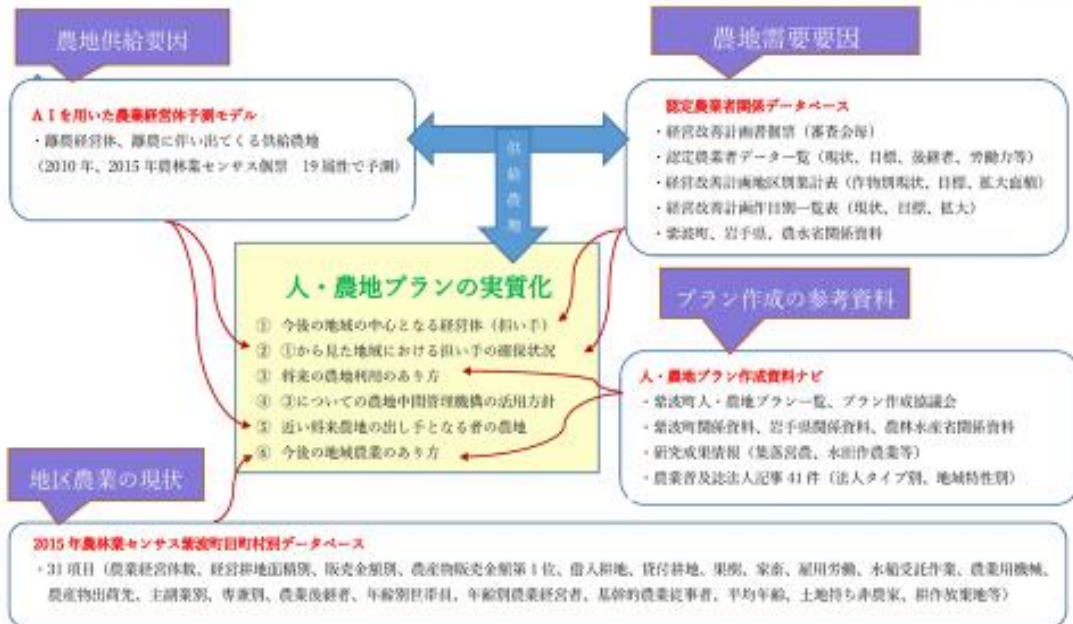 農地供給要因
農地需要要因
AIを用いた農業経営体予測モデル
・離農経営体、離農に伴い出てくる供給農地
(2010年、2015年農林業センサス個票 19属性で予測)
供給農地
認定農業者関係データベース
・経営改善計画書個票(審査会毎)
・認定農業者データ一覧(現状、目標、後継者、労働力等)
・経営改善計画地区別集計表(作物別現状、目標、拡大面積)
・経営改善計画作目別一覧表(現状、目標、拡大)
・紫波町、岩手県、農水省関係資料
人・農地プランの実質化
① 今後の地域の中心となる経営体(担い手)
② ①から見た地域における担い手の確保状況
③ 将来の農地利用のあり方
④ ③についての農地中間管理機構の活用方針
⑤ 近い将来農地の出し手となる者の農地
⑥ 今後の地域農業のあり方
プラン作成の参考資料
人・農地プラン作成資料ナビ
・紫波町人・農地プラン一覧、プラン作成協議会
・紫波町関係資料、岩手県関係資料、農林水産省関係資料
・研究成果情報(集落営農、水田作農業等)
・農業普及誌法人記事41件(法人タイプ別、地域特性別)
地区農業の現状
2015年農林業センサス紫波町旧町村別データベース
・31項目(農業経営体数、経営耕地面積別、販売金額別、農産物販売金額第1位、借入耕地、貸付耕地、果樹、家畜、雇用労働、水稲受託作業、農業用機械、
農産物出荷先、主副業別、専兼別、農業後継者、年齢別世帯員、年齢別農業経営者、基幹的農業従事者、平均年齢、土地持ち非農家、耕作放棄地等)